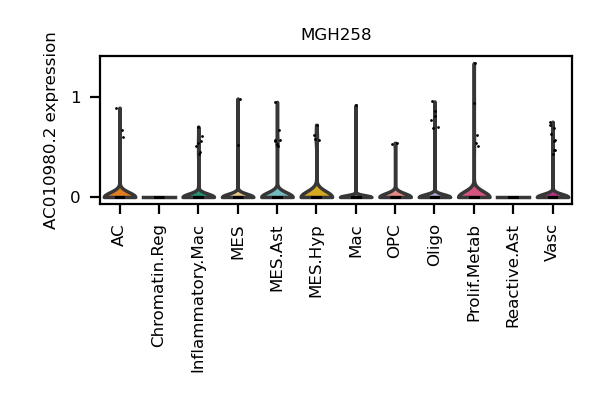 MGH258
AC010980.2 expression
1
0
AC
Chromatin.Reg
Inflammatory.Mac
MES
MES.Ast
MES.Hyp
Mac
OPC
Oligo
Prolif.Metab
Reactive.Ast
Vasc